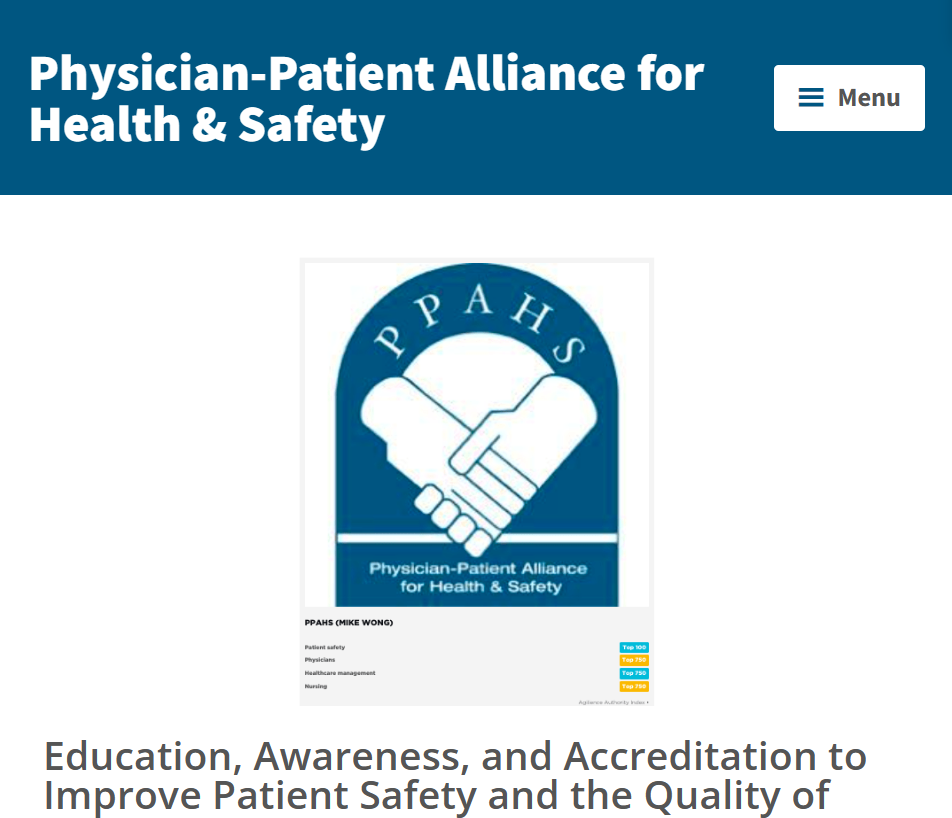 Physician-Patient Alliance for
Health & Safety
Menu
PPAHS
Physician-Patient Alliance
for Health & Safety
PPAHS (MIKE WONG)
Patient safety Top 100
Physicians Top 750
Healthcare management Top 750
Nursing Top 750
Agilience Authority Index ›
Education, Awareness, and Accreditation to
Improve Patient Safety and the Quality of